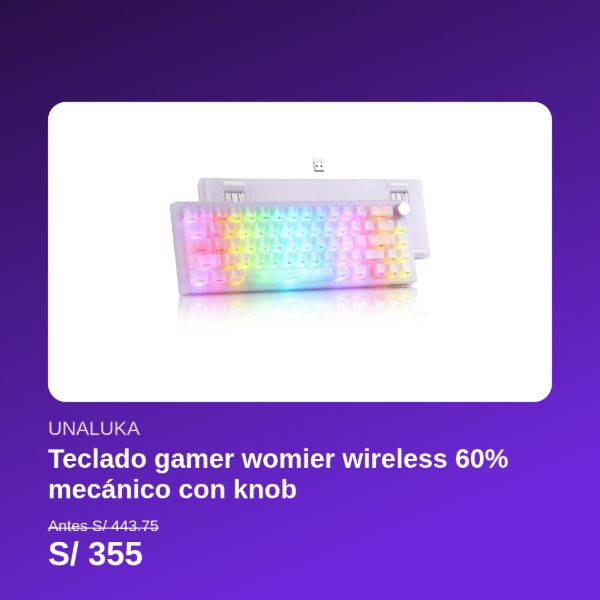 UNALUKA
Teclado gamer womier wireless 60%
mecánico con knob
Antes S/ 443.75
S/ 355